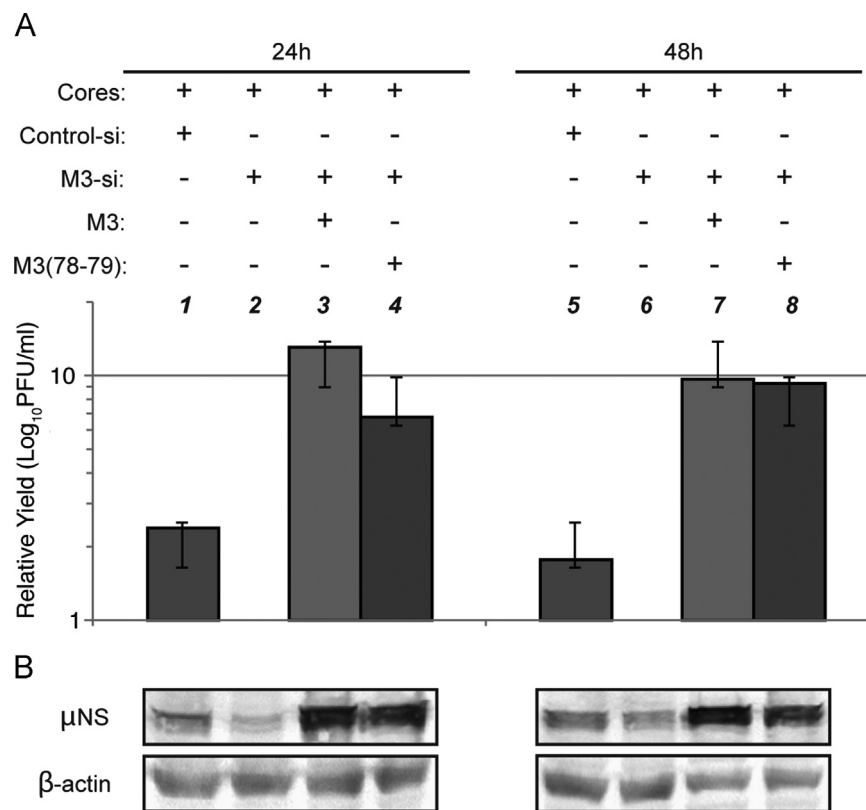 A
24h 48h
Cores: + + + + + + + +
Control-si: + - - - + - - -
M3-si: - + + + - + + +
M3: - - + - - - + -
M3(78-79): - - - + - - - +
1 2 3 4 5 6 7 8
10
1
Relative Yield (Log10PFU/ml)
B
μNS
β-actin